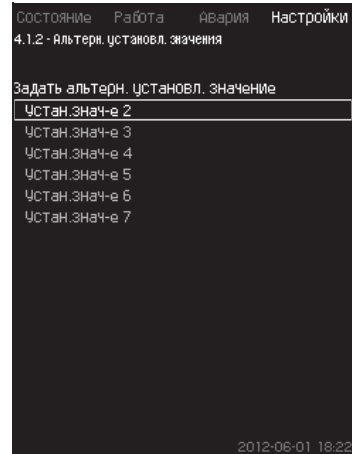 Состояние Работа Авария Настройки
4.1.2 - Альтерн. установл. значения
Задать альтерн. установл. значение
Устан.знач-е 2
Устан.знач-е 3
Устан.знач-е 4
Устан.знач-е 5
Устан.знач-е 6
Устан.знач-е 7
2012-06-01 18:22